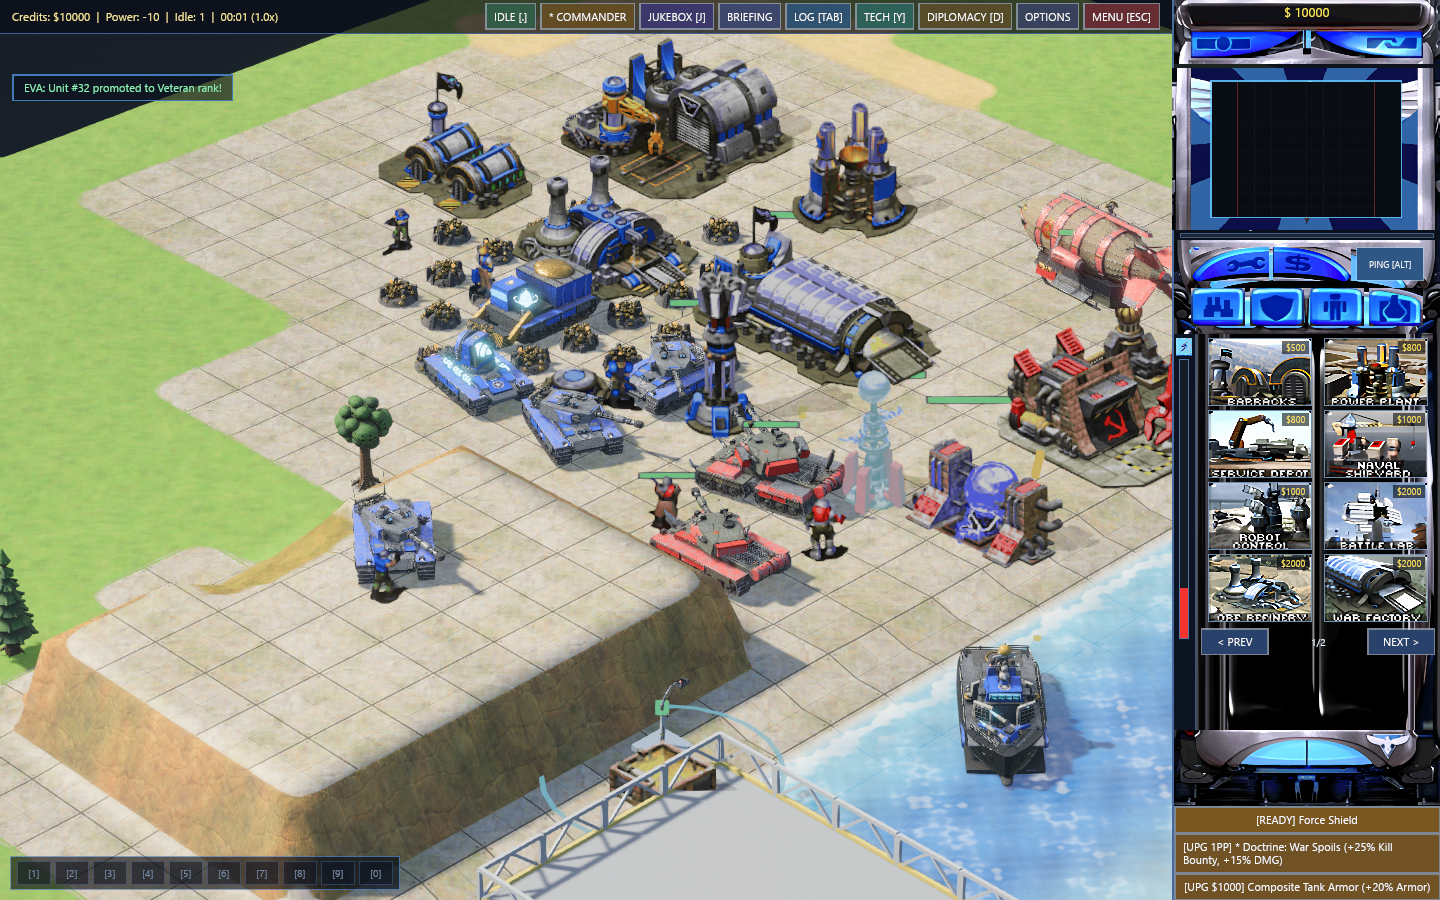 Credits: $10000 | Power: -10 | Idle: 1 | 00:01 (1.0x)
IDLE [,]
* COMMANDER
JUKEBOX [J]
BRIEFING
LOG [TAB]
TECH [Y]
DIPLOMACY [D]
OPTIONS
MENU [ESC]
$ 10000
EVA: Unit #32 promoted to Veteran rank!
PING [ALT]
$500
BARRACKS
$800
POWER PLANT
$800
SERVICE DEPOT
$1000
NAVAL
SHIPYARD
$1000
ROBOT
CONTROL
$2000
BATTLE LAB
$2000
ORE REFINERY
$2000
WAR FACTORY
< PREV
1/2
NEXT >
[READY] Force Shield
[UPG 1PP] * Doctrine: War Spoils (+25% Kill
Bounty, +15% DMG)
[UPG $1000] Composite Tank Armor (+20% Armor)
[1]
[2]
[3]
[4]
[5]
[6]
[7]
[8]
[9]
[0]